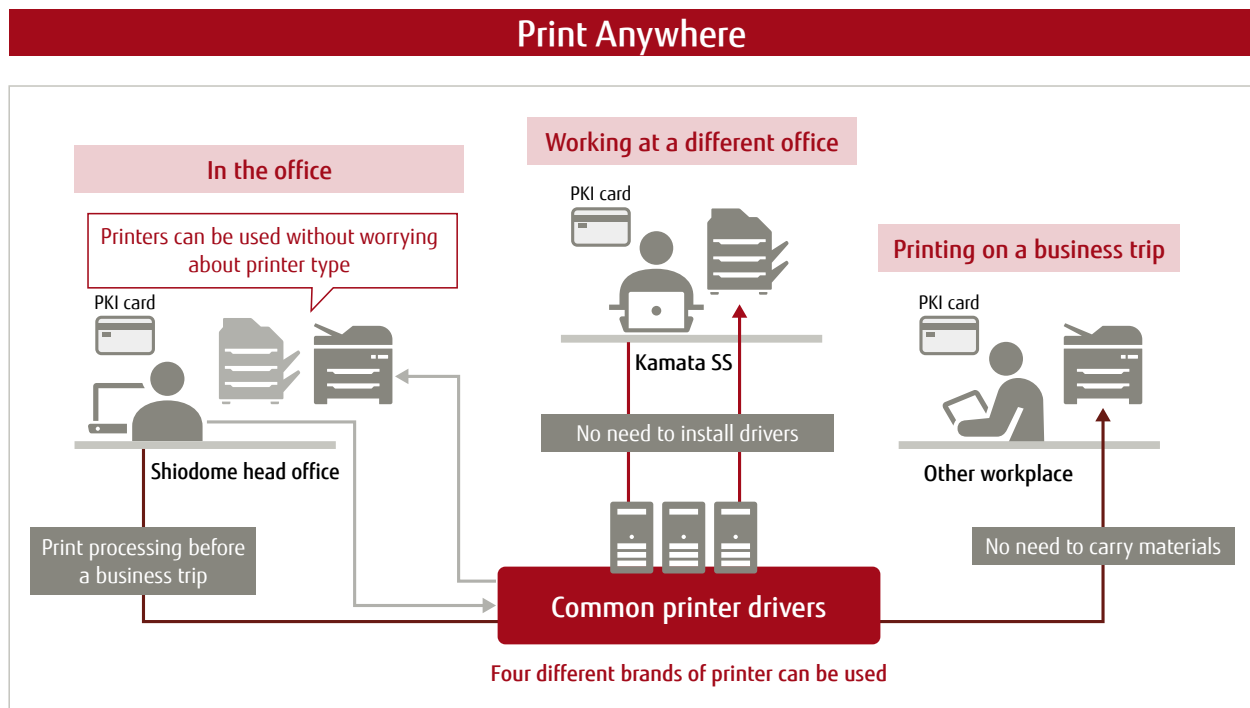 Print Anywhere
In the office
Printers can be used without worrying
about printer type
PKI card
Shiodome head office
Print processing before
a business trip
Working at a different office
PKI card
Kamata SS
No need to install drivers
Printing on a business trip
PKI card
Other workplace
No need to carry materials
Common printer drivers
Four different brands of printer can be used